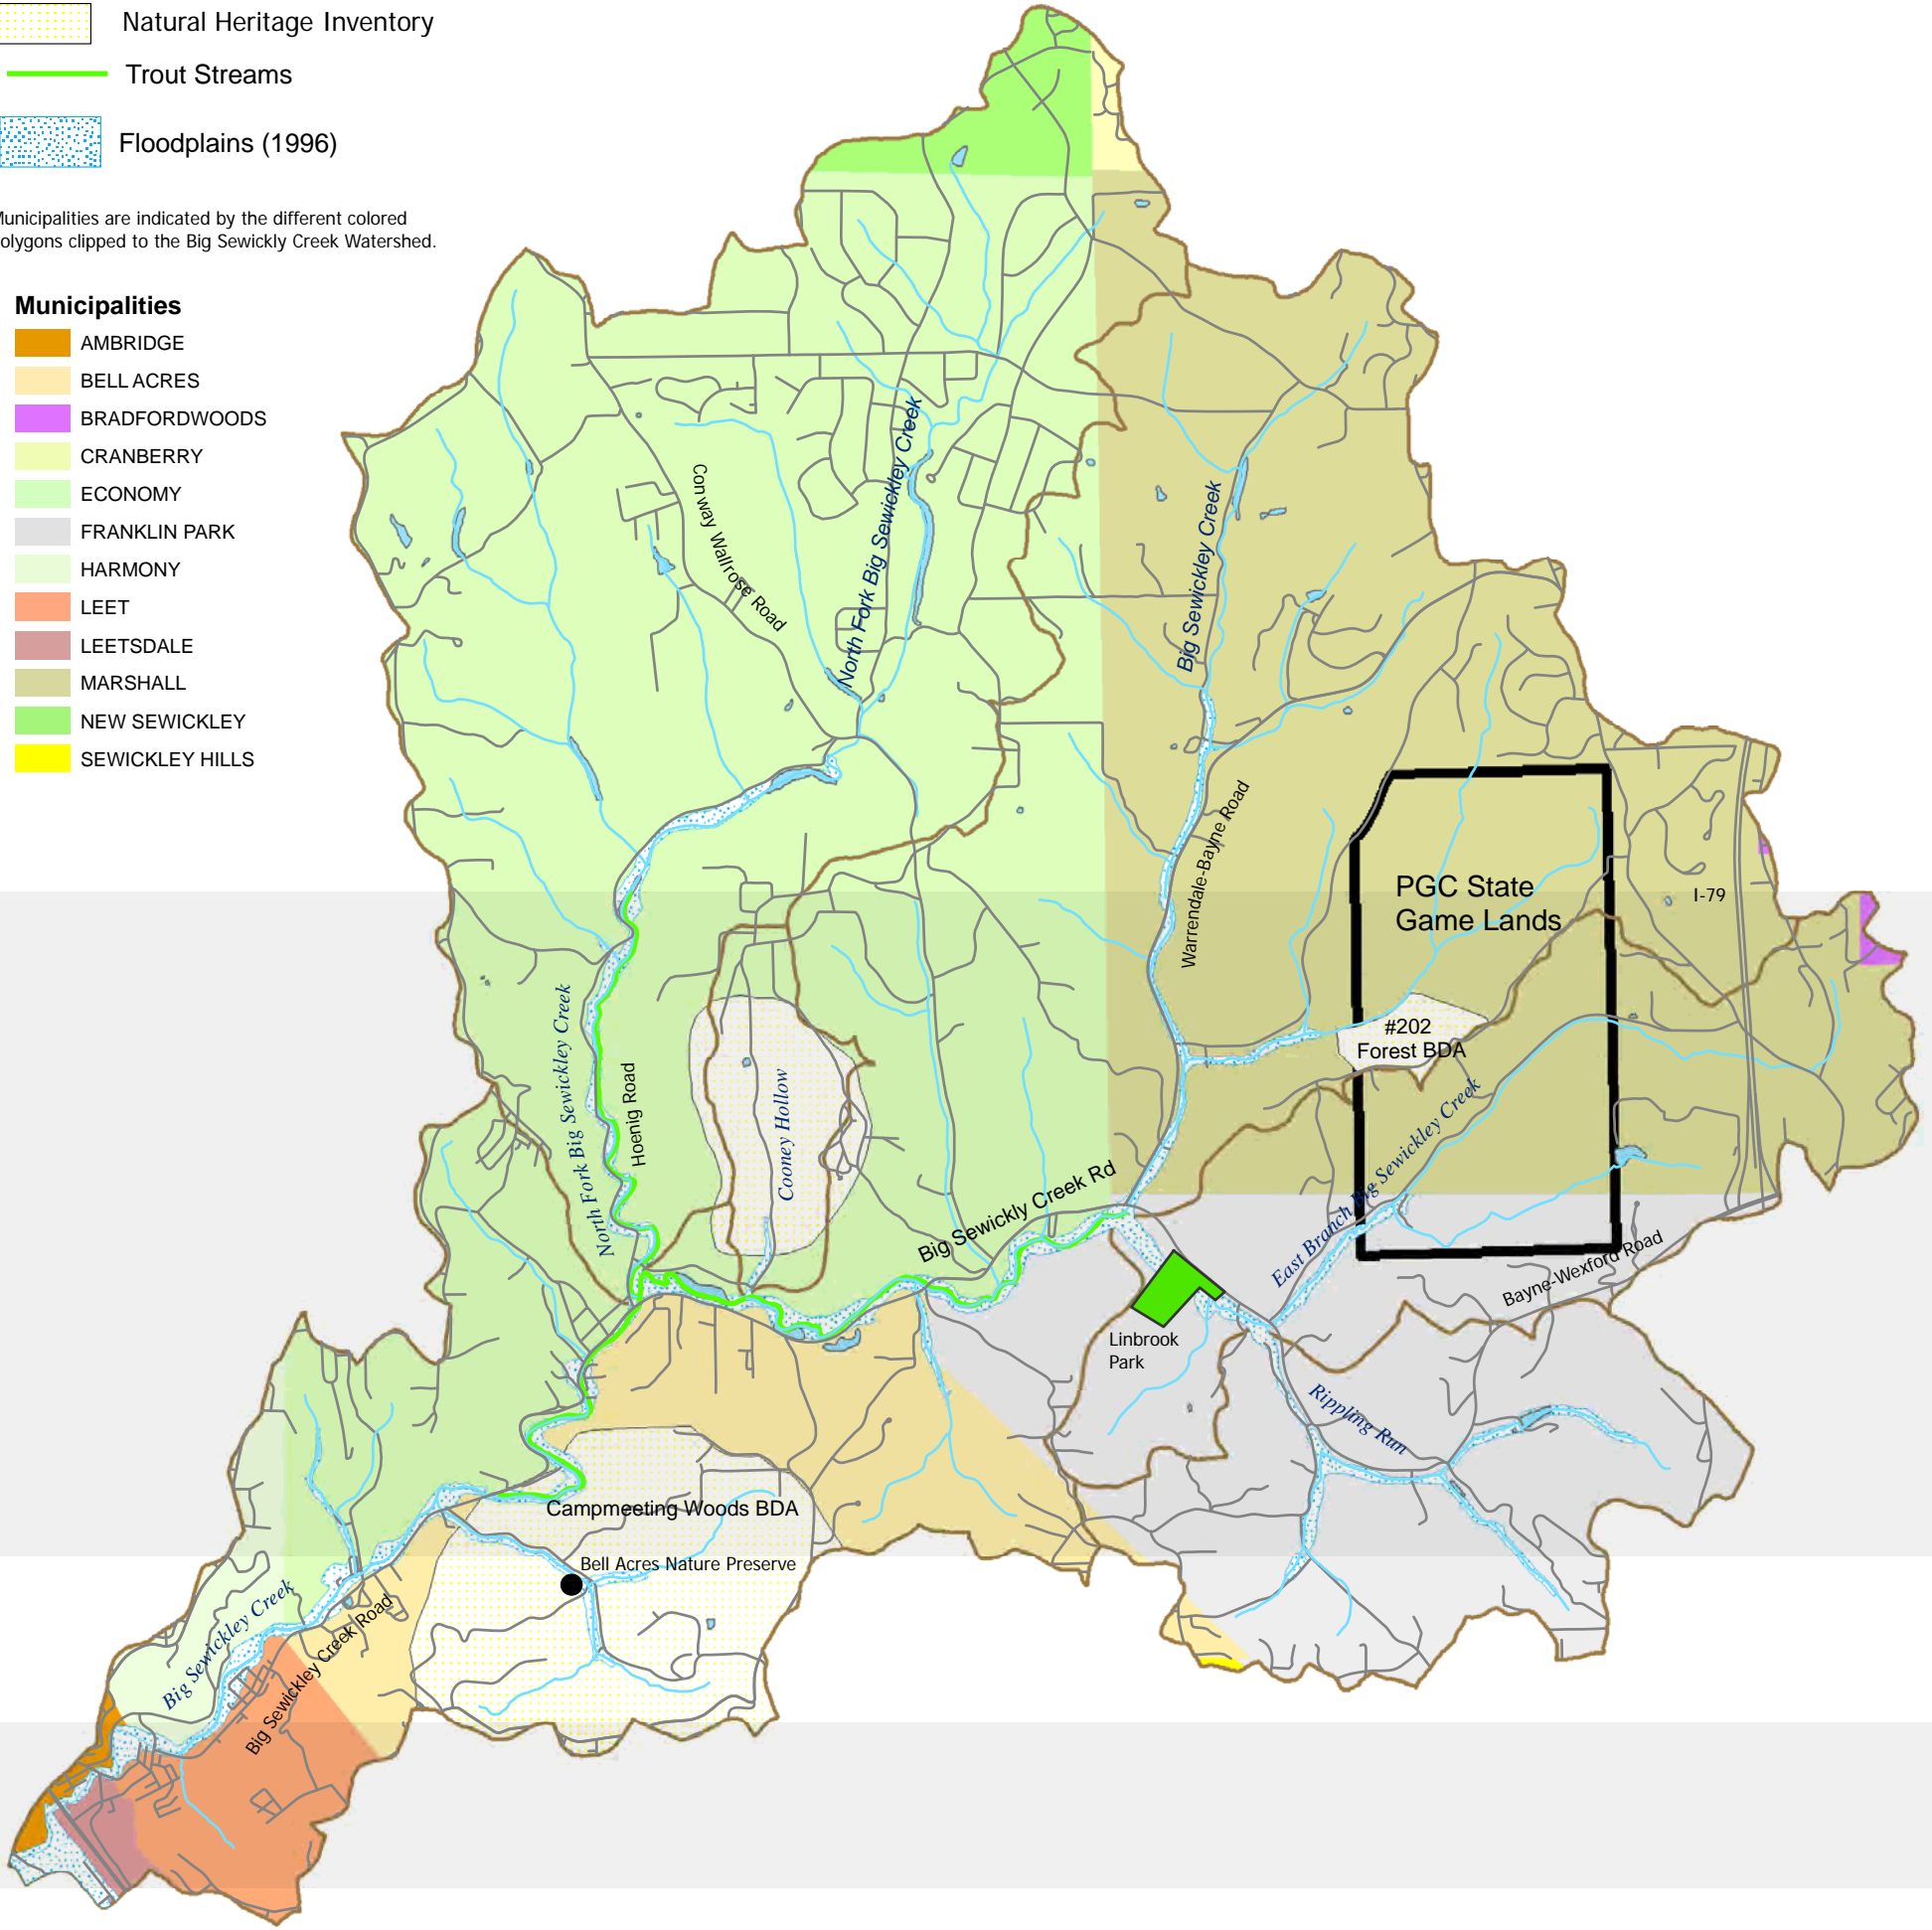 Natural Heritage Inventory
Trout Streams
Floodplains (1996)
Municipalities are indicated by the different colored
olygons clipped to the Big Sewickly Creek Watershed.
Municipalities
AMBRIDGE
BELL ACRES
BRADFORDWOODS
CRANBERRY
ECONOMY
FRANKLIN PARK
HARMONY
LEET
LEETSDALE
MARSHALL
NEW SEWICKLEY
SEWICKLEY HILLS
Conway Wallrose Road
North Fork Big Sewickley Creek
Big Sewickley Creek
Warrendale-Bayne Road
PGC State
Game Lands
I-79
#202
Forest BDA
North Fork Big Sewickley Creek
Hoenig Road
Cooney Hollow
Big Sewickly Creek Rd
East Branch Big Sewickley Creek
Bayne-Wexford Road
Linbrook
Park
Rippling Run
Campmeeting Woods BDA
Bell Acres Nature Preserve
Big Sewickley Creek
Big Sewickley Creek Road